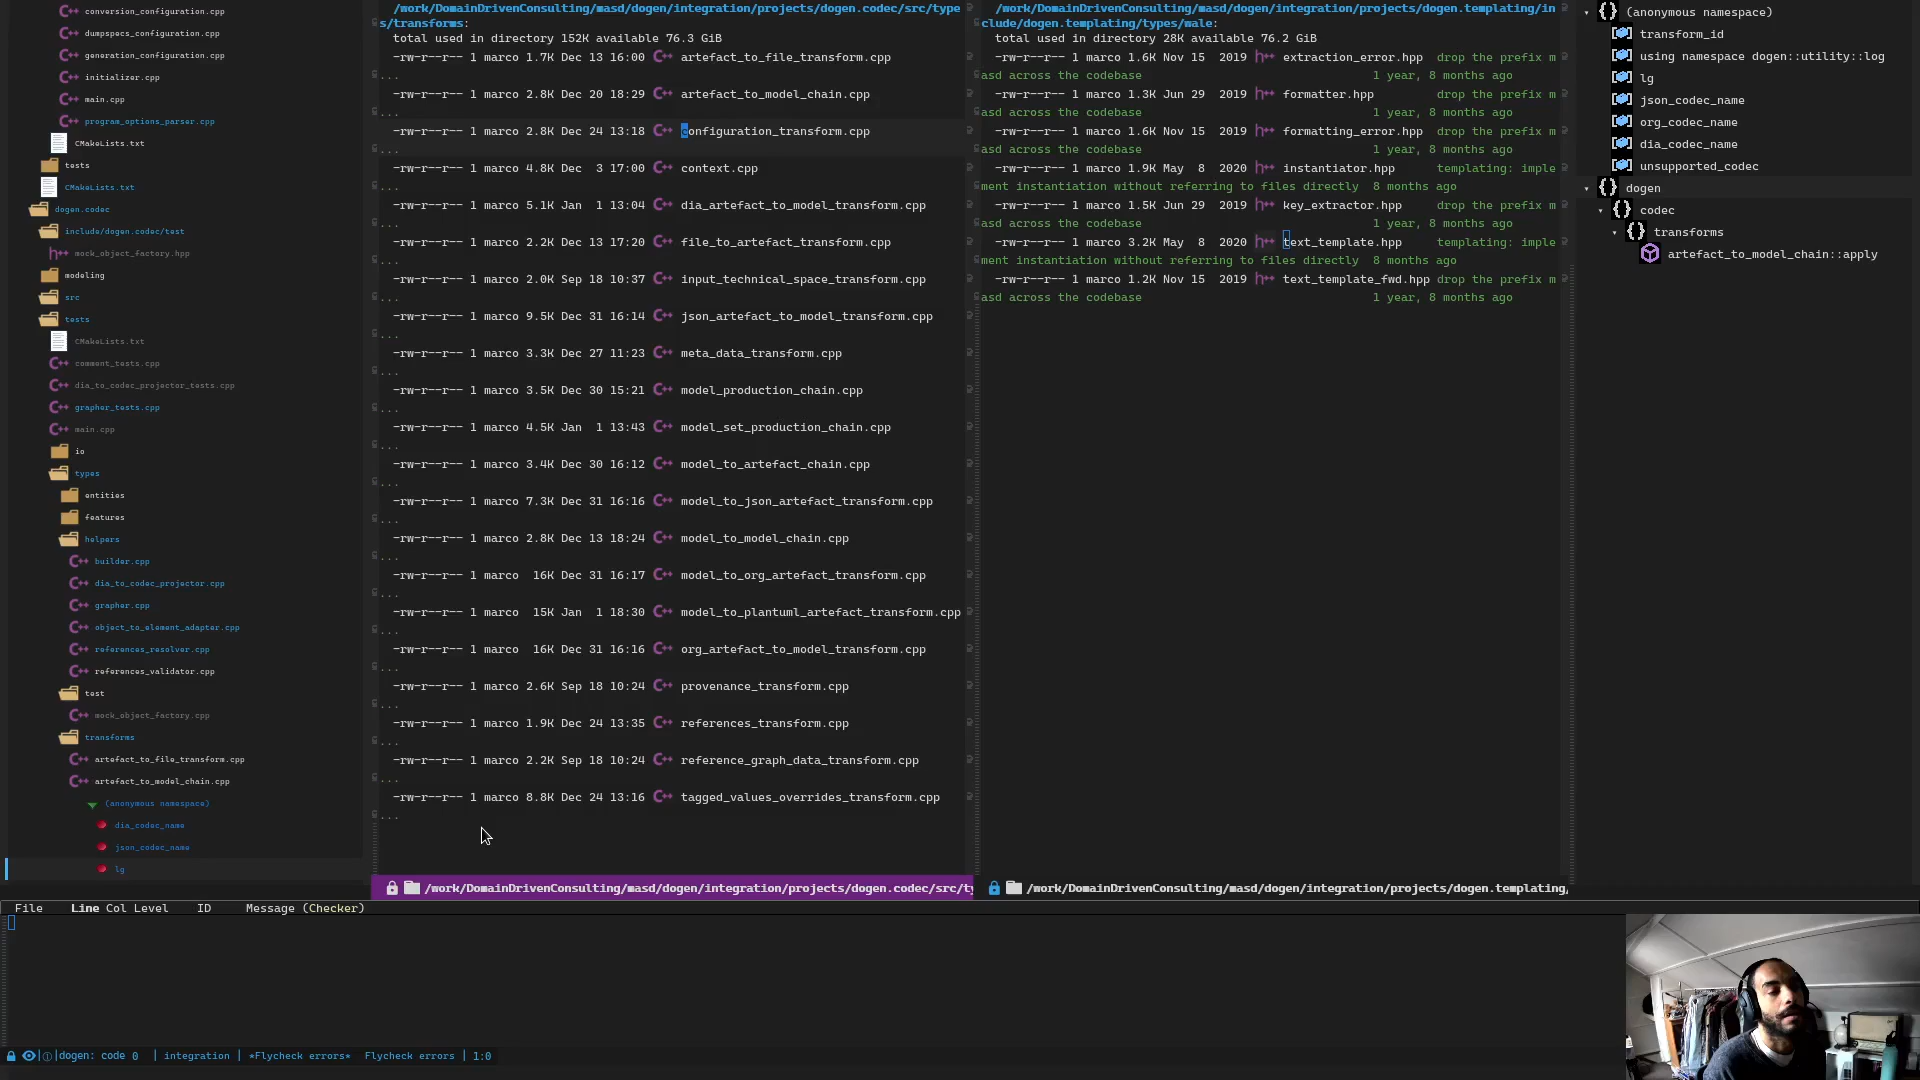 conversion_configuration.cpp
dumpspecs_configuration.cpp
generation_configuration.cpp
initializer.cpp
main.cpp
program_options_parser.cpp
CMakeLists.txt
tests
CMakeLists.txt
dogen.codec
include/dogen.codec/test
mock_object_factory.hpp
modeling
src
tests
CMakeLists.txt
comment_tests.cpp
dia_to_codec_projector_tests.cpp
grapher_tests.cpp
main.cpp
io
types
entities
features
helpers
builder.cpp
dia_to_codec_projector.cpp
grapher.cpp
object_to_element_adapter.cpp
references_resolver.cpp
references_validator.cpp
test
mock_object_factory.cpp
transforms
artefact_to_file_transform.cpp
artefact_to_model_chain.cpp
(anonymous namespace)
dia_codec_name
json_codec_name
lg
/work/DomainDrivenConsulting/masd/dogen/integration/projects/dogen.codec/src/type
s/transforms:
total used in directory 152K available 76.3 GiB
-rw-r--r-- 1 marco 1.7K Dec 13 16:00 C++ artefact_to_file_transform.cpp
...
-rw-r--r-- 1 marco 2.8K Dec 20 18:29 C++ artefact_to_model_chain.cpp
...
-rw-r--r-- 1 marco 2.8K Dec 24 13:18 C++ configuration_transform.cpp
...
-rw-r--r-- 1 marco 4.8K Dec  3 17:00 C++ context.cpp
...
-rw-r--r-- 1 marco 5.1K Jan  1 13:04 C++ dia_artefact_to_model_transform.cpp
...
-rw-r--r-- 1 marco 2.2K Dec 13 17:20 C++ file_to_artefact_transform.cpp
...
-rw-r--r-- 1 marco 2.0K Sep 18 10:37 C++ input_technical_space_transform.cpp
...
-rw-r--r-- 1 marco 9.5K Dec 31 16:14 C++ json_artefact_to_model_transform.cpp
...
-rw-r--r-- 1 marco 3.3K Dec 27 11:23 C++ meta_data_transform.cpp
...
-rw-r--r-- 1 marco 3.5K Dec 30 15:21 C++ model_production_chain.cpp
...
-rw-r--r-- 1 marco 4.5K Jan  1 13:43 C++ model_set_production_chain.cpp
...
-rw-r--r-- 1 marco 3.4K Dec 30 16:12 C++ model_to_artefact_chain.cpp
...
-rw-r--r-- 1 marco 7.3K Dec 31 16:16 C++ model_to_json_artefact_transform.cpp
...
-rw-r--r-- 1 marco 2.8K Dec 13 18:24 C++ model_to_model_chain.cpp
...
-rw-r--r-- 1 marco  16K Dec 31 16:17 C++ model_to_org_artefact_transform.cpp
...
-rw-r--r-- 1 marco  15K Jan  1 18:30 C++ model_to_plantuml_artefact_transform.cpp
...
-rw-r--r-- 1 marco  16K Dec 31 16:16 C++ org_artefact_to_model_transform.cpp
...
-rw-r--r-- 1 marco 2.6K Sep 18 10:24 C++ provenance_transform.cpp
...
-rw-r--r-- 1 marco 1.9K Dec 24 13:35 C++ references_transform.cpp
...
-rw-r--r-- 1 marco 2.2K Sep 18 10:24 C++ reference_graph_data_transform.cpp
...
-rw-r--r-- 1 marco 8.8K Dec 24 13:16 C++ tagged_values_overrides_transform.cpp
...
/work/DomainDrivenConsulting/masd/dogen/integration/projects/dogen.codec/src/ty
/work/DomainDrivenConsulting/masd/dogen/integration/projects/dogen.templating/in
clude/dogen.templating/types/wale:
total used in directory 28K available 76.2 GiB
-rw-r--r-- 1 marco 1.6K Nov 15  2019 h++ extraction_error.hpp  drop the prefix m
asd across the codebase 1 year, 8 months ago
-rw-r--r-- 1 marco 1.3K Jun 29  2019 h++ formatter.hpp  drop the prefix m
asd across the codebase 1 year, 8 months ago
-rw-r--r-- 1 marco 1.6K Nov 15  2019 h++ formatting_error.hpp  drop the prefix m
asd across the codebase 1 year, 8 months ago
-rw-r--r-- 1 marco 1.9K May  8  2020 h++ instantiator.hpp  templating: imple
ment instantiation without referring to files directly  8 months ago
-rw-r--r-- 1 marco 1.5K Jun 29  2019 h++ key_extractor.hpp  drop the prefix m
asd across the codebase 1 year, 8 months ago
-rw-r--r-- 1 marco 3.2K May  8  2020 h++ text_template.hpp  templating: imple
ment instantiation without referring to files directly  8 months ago
-rw-r--r-- 1 marco 1.2K Nov 15  2019 h++ text_template_fwd.hpp drop the prefix m
asd across the codebase 1 year, 8 months ago
/work/DomainDrivenConsulting/masd/dogen/integration/projects/dogen.templating,
{} (anonymous namespace)
transform_id
using namespace dogen::utility::log
lg
json_codec_name
org_codec_name
dia_codec_name
unsupported_codec
{} dogen
{} codec
{} transforms
artefact_to_model_chain::apply
File Line Col Level ID Message (Checker)
dogen: code 0 | integration | *Flycheck errors* Flycheck errors | 1:0